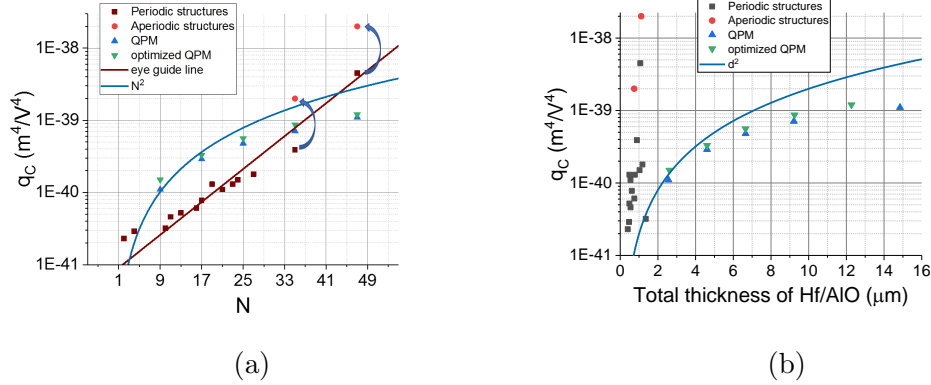 Periodic structures
Aperiodic structures
QPM
optimized QPM
eye guide line
N²
1E-38
1E-39
1E-40
1E-41
q_C (m⁴/V⁴)
1 9 17 25 33 41 49
N
(a)
Periodic structures
Aperiodic structures
QPM
optimized QPM
d²
1E-38
1E-39
1E-40
1E-41
q_C (m⁴/V⁴)
0 2 4 6 8 10 12 14 16
Total thickness of Hf/AlO (μm)
(b)